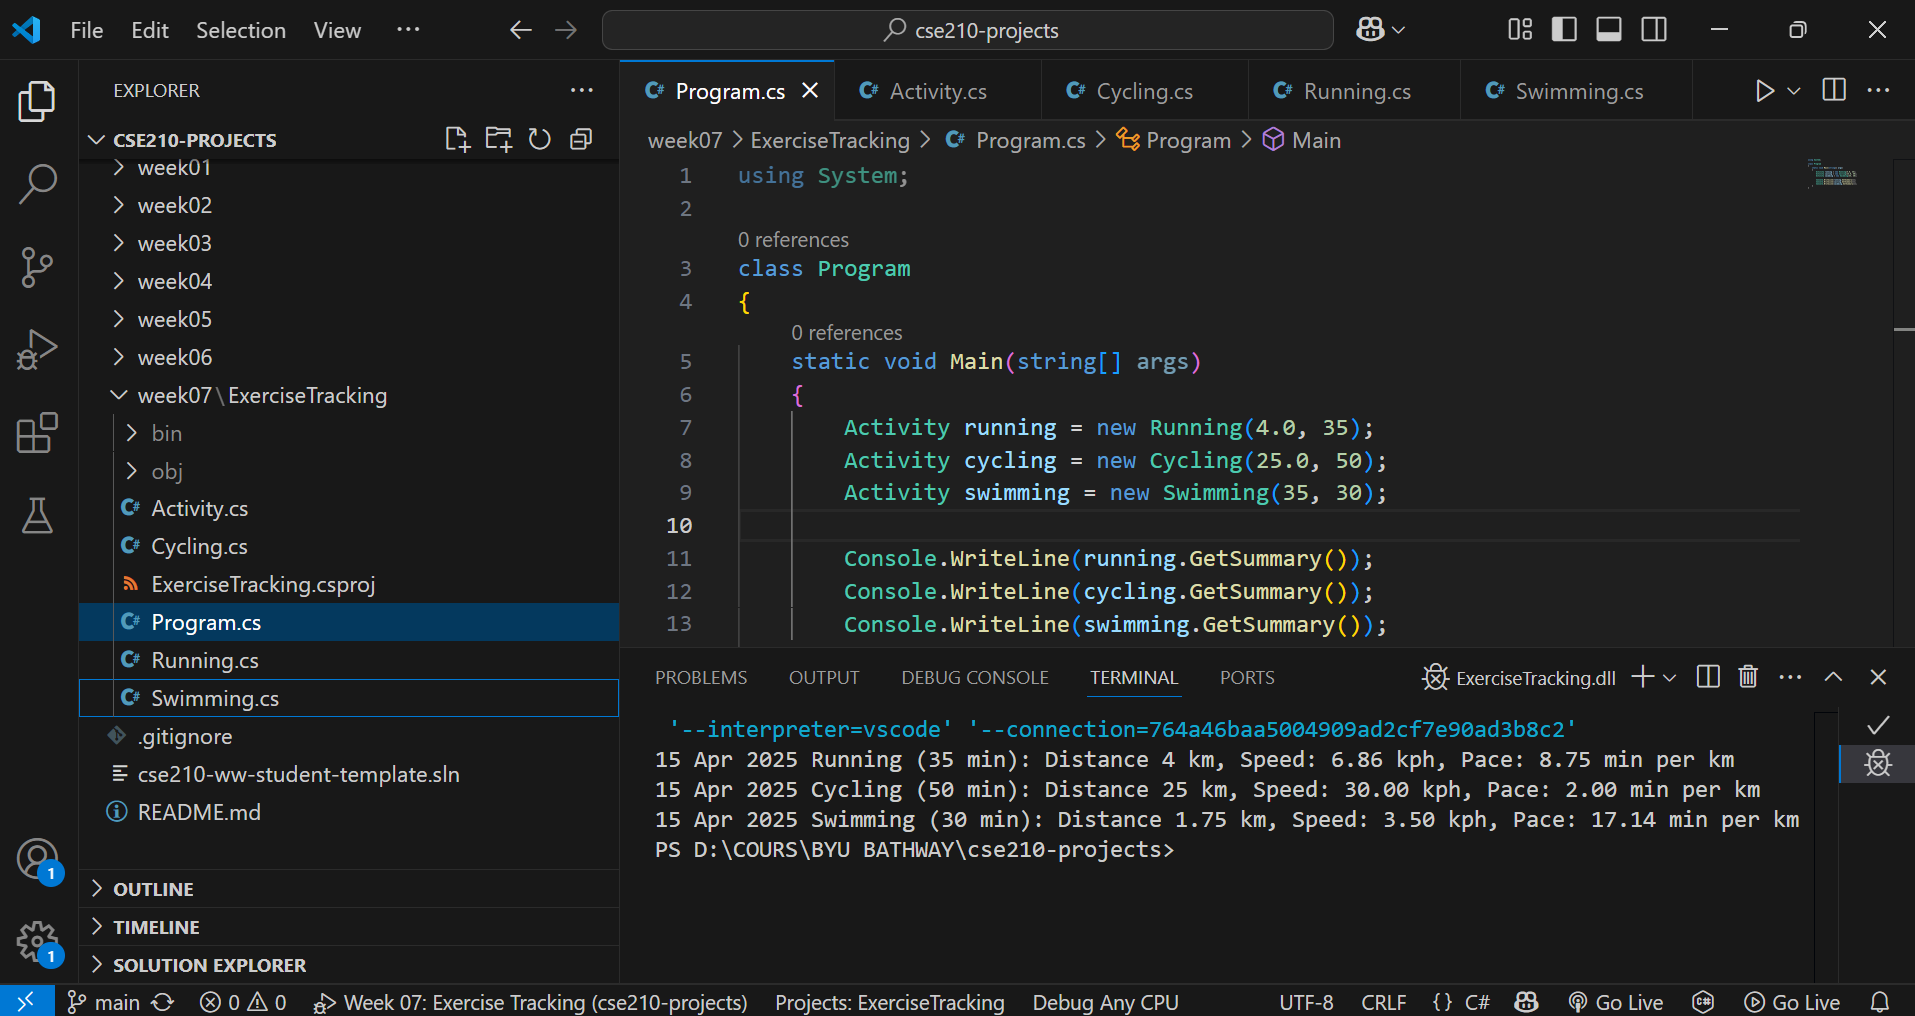 File Edit Selection View ··· cse210-projects
EXPLORER ···
CSE210-PROJECTS
week01
week02
week03
week04
week05
week06
week07\ExerciseTracking
bin
obj
C# Activity.cs
C# Cycling.cs
ExerciseTracking.csproj
C# Program.cs
C# Running.cs
C# Swimming.cs
.gitignore
cse210-ww-student-template.sln
README.md
OUTLINE
TIMELINE
SOLUTION EXPLORER
1
1
C# Program.cs C# Activity.cs C# Cycling.cs C# Running.cs C# Swimming.cs
week07 > ExerciseTracking > C# Program.cs > Program > Main
1 using System;
2
0 references
3 class Program
4 {
0 references
5 static void Main(string[] args)
6 {
7 Activity running = new Running(4.0, 35);
8 Activity cycling = new Cycling(25.0, 50);
9 Activity swimming = new Swimming(35, 30);
10
11 Console.WriteLine(running.GetSummary());
12 Console.WriteLine(cycling.GetSummary());
13 Console.WriteLine(swimming.GetSummary());
PROBLEMS OUTPUT DEBUG CONSOLE TERMINAL PORTS ExerciseTracking.dll
'--interpreter=vscode' '--connection=764a46baa5004909ad2cf7e90ad3b8c2'
15 Apr 2025 Running (35 min): Distance 4 km, Speed: 6.86 kph, Pace: 8.75 min per km
15 Apr 2025 Cycling (50 min): Distance 25 km, Speed: 30.00 kph, Pace: 2.00 min per km
15 Apr 2025 Swimming (30 min): Distance 1.75 km, Speed: 3.50 kph, Pace: 17.14 min per km
PS D:\COURS\BYU BATHWAY\cse210-projects>
main 0 0 Week 07: Exercise Tracking (cse210-projects) Projects: ExerciseTracking Debug Any CPU UTF-8 CRLF {} C# Go Live Go Live